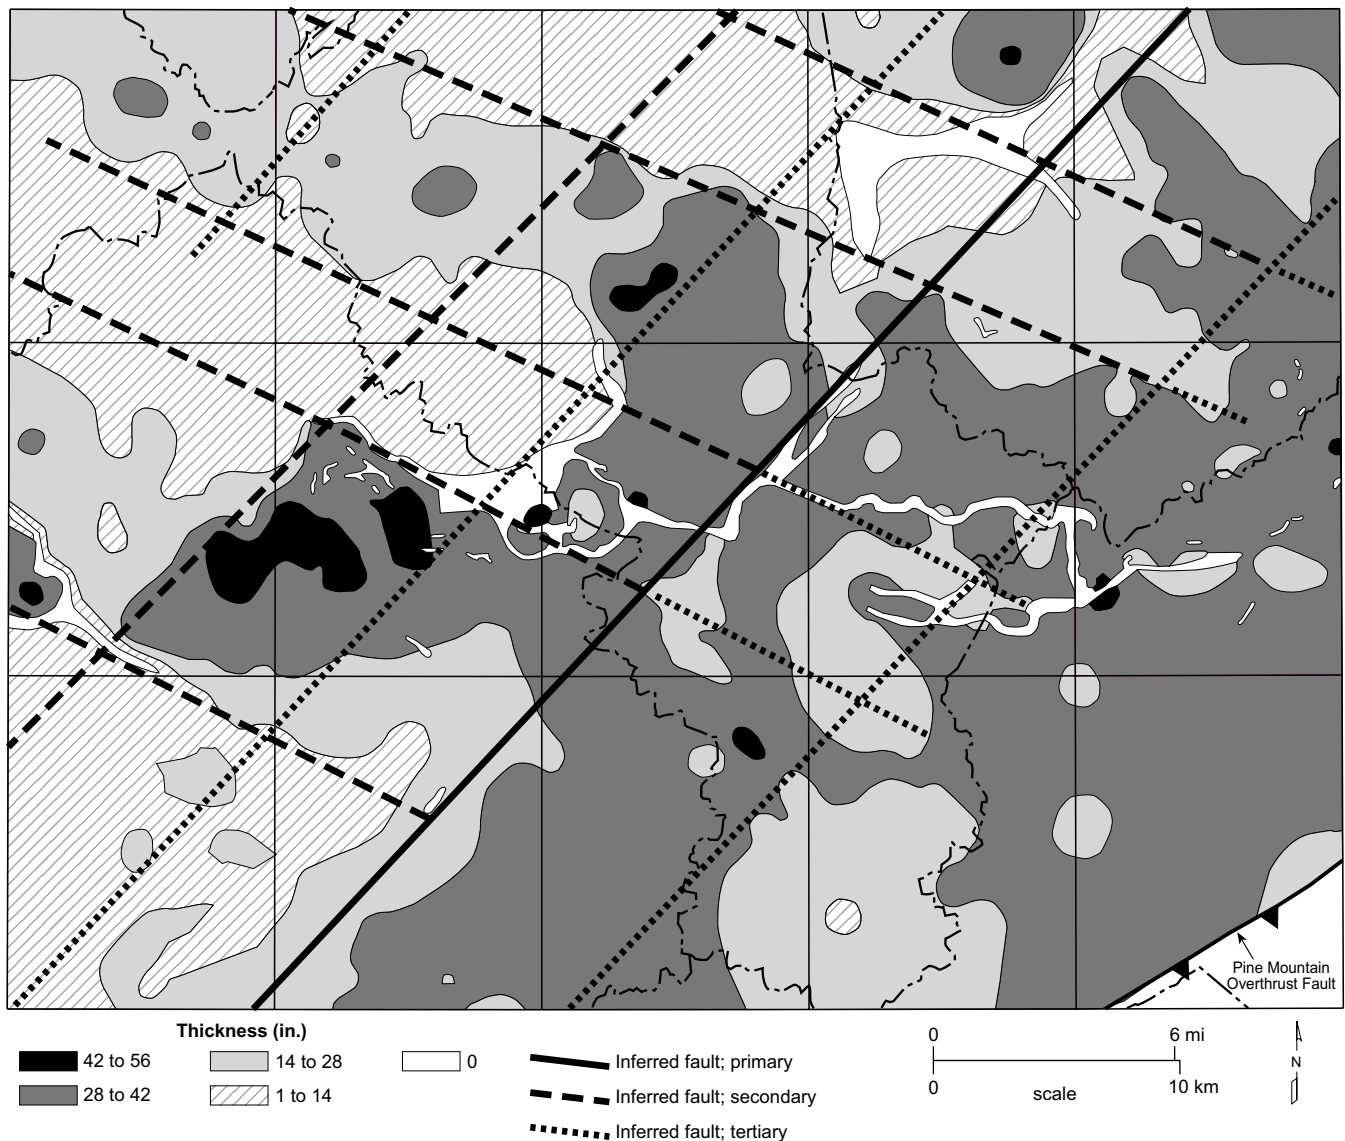 Pine Mountain
Overthrust Fault
Thickness (in.)
42 to 56
14 to 28
0
28 to 42
1 to 14
Inferred fault; primary
Inferred fault; secondary
Inferred fault; tertiary
0
6 mi
0
10 km
scale
N